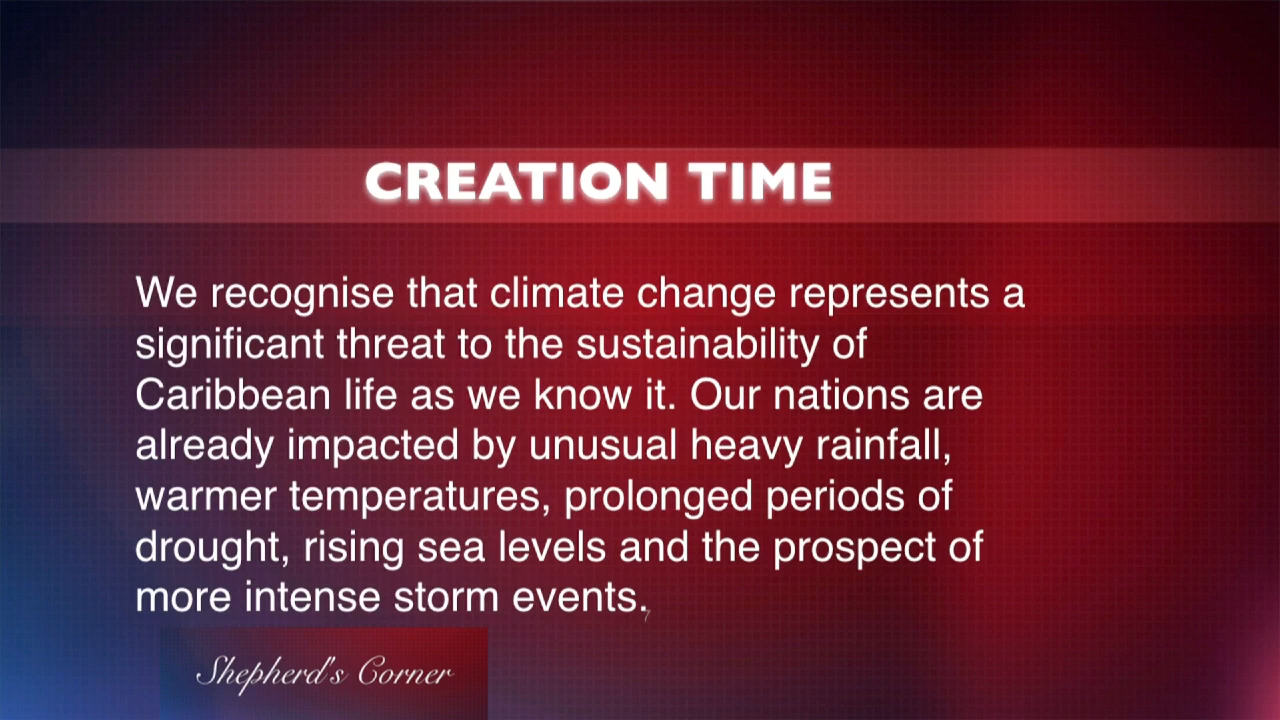 CREATION TIME
We recognise that climate change represents a
significant threat to the sustainability of
Caribbean life as we know it. Our nations are
already impacted by unusual heavy rainfall,
warmer temperatures, prolonged periods of
drought, rising sea levels and the prospect of
more intense storm events.
7
Shepherd's Corner